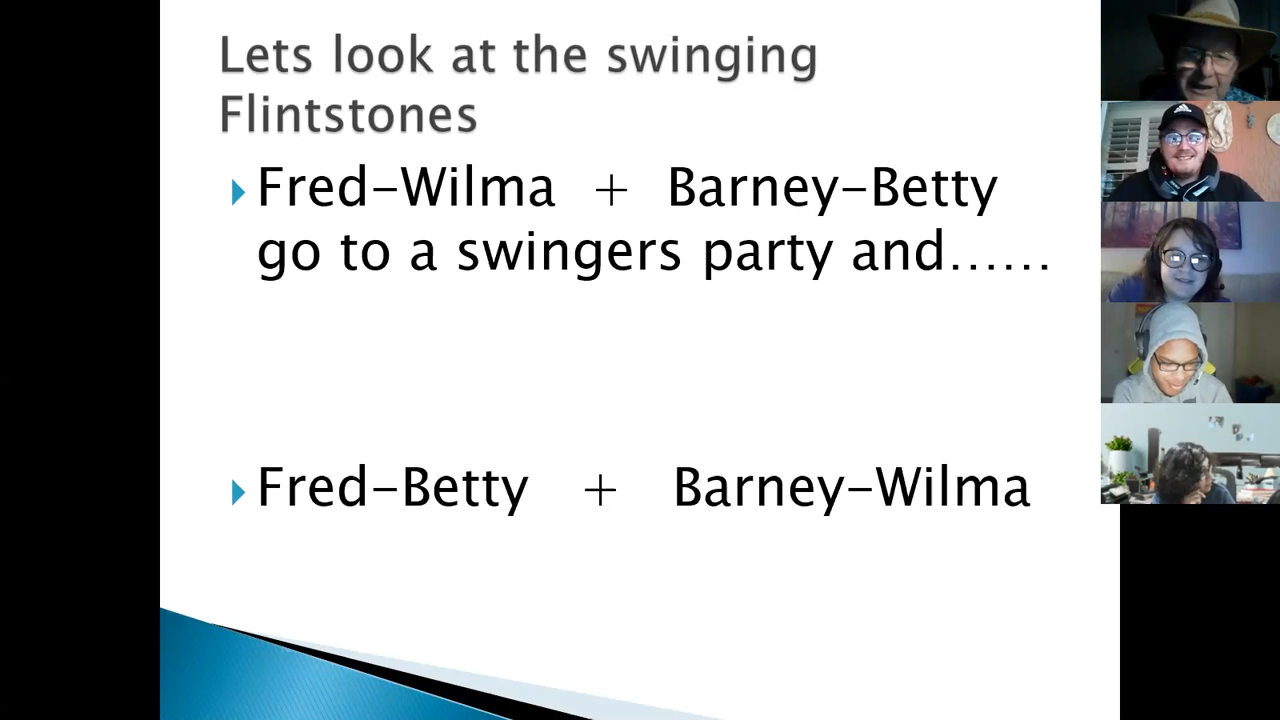 Lets look at the swinging
Flintstones
Fred-Wilma + Barney-Betty
go to a swingers party and......
Fred-Betty + Barney-Wilma